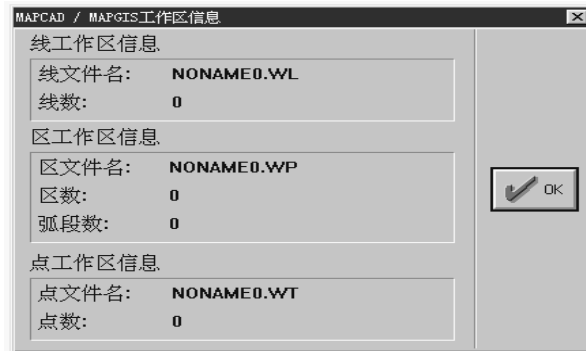 MAPCAD / MAPGIS工作区信息
线工作区信息
线文件名: NONAME0.WL
线数: 0
区工作区信息
区文件名: NONAME0.WP
区数: 0
弧段数: 0
OK
点工作区信息
点文件名: NONAME0.WT
点数: 0